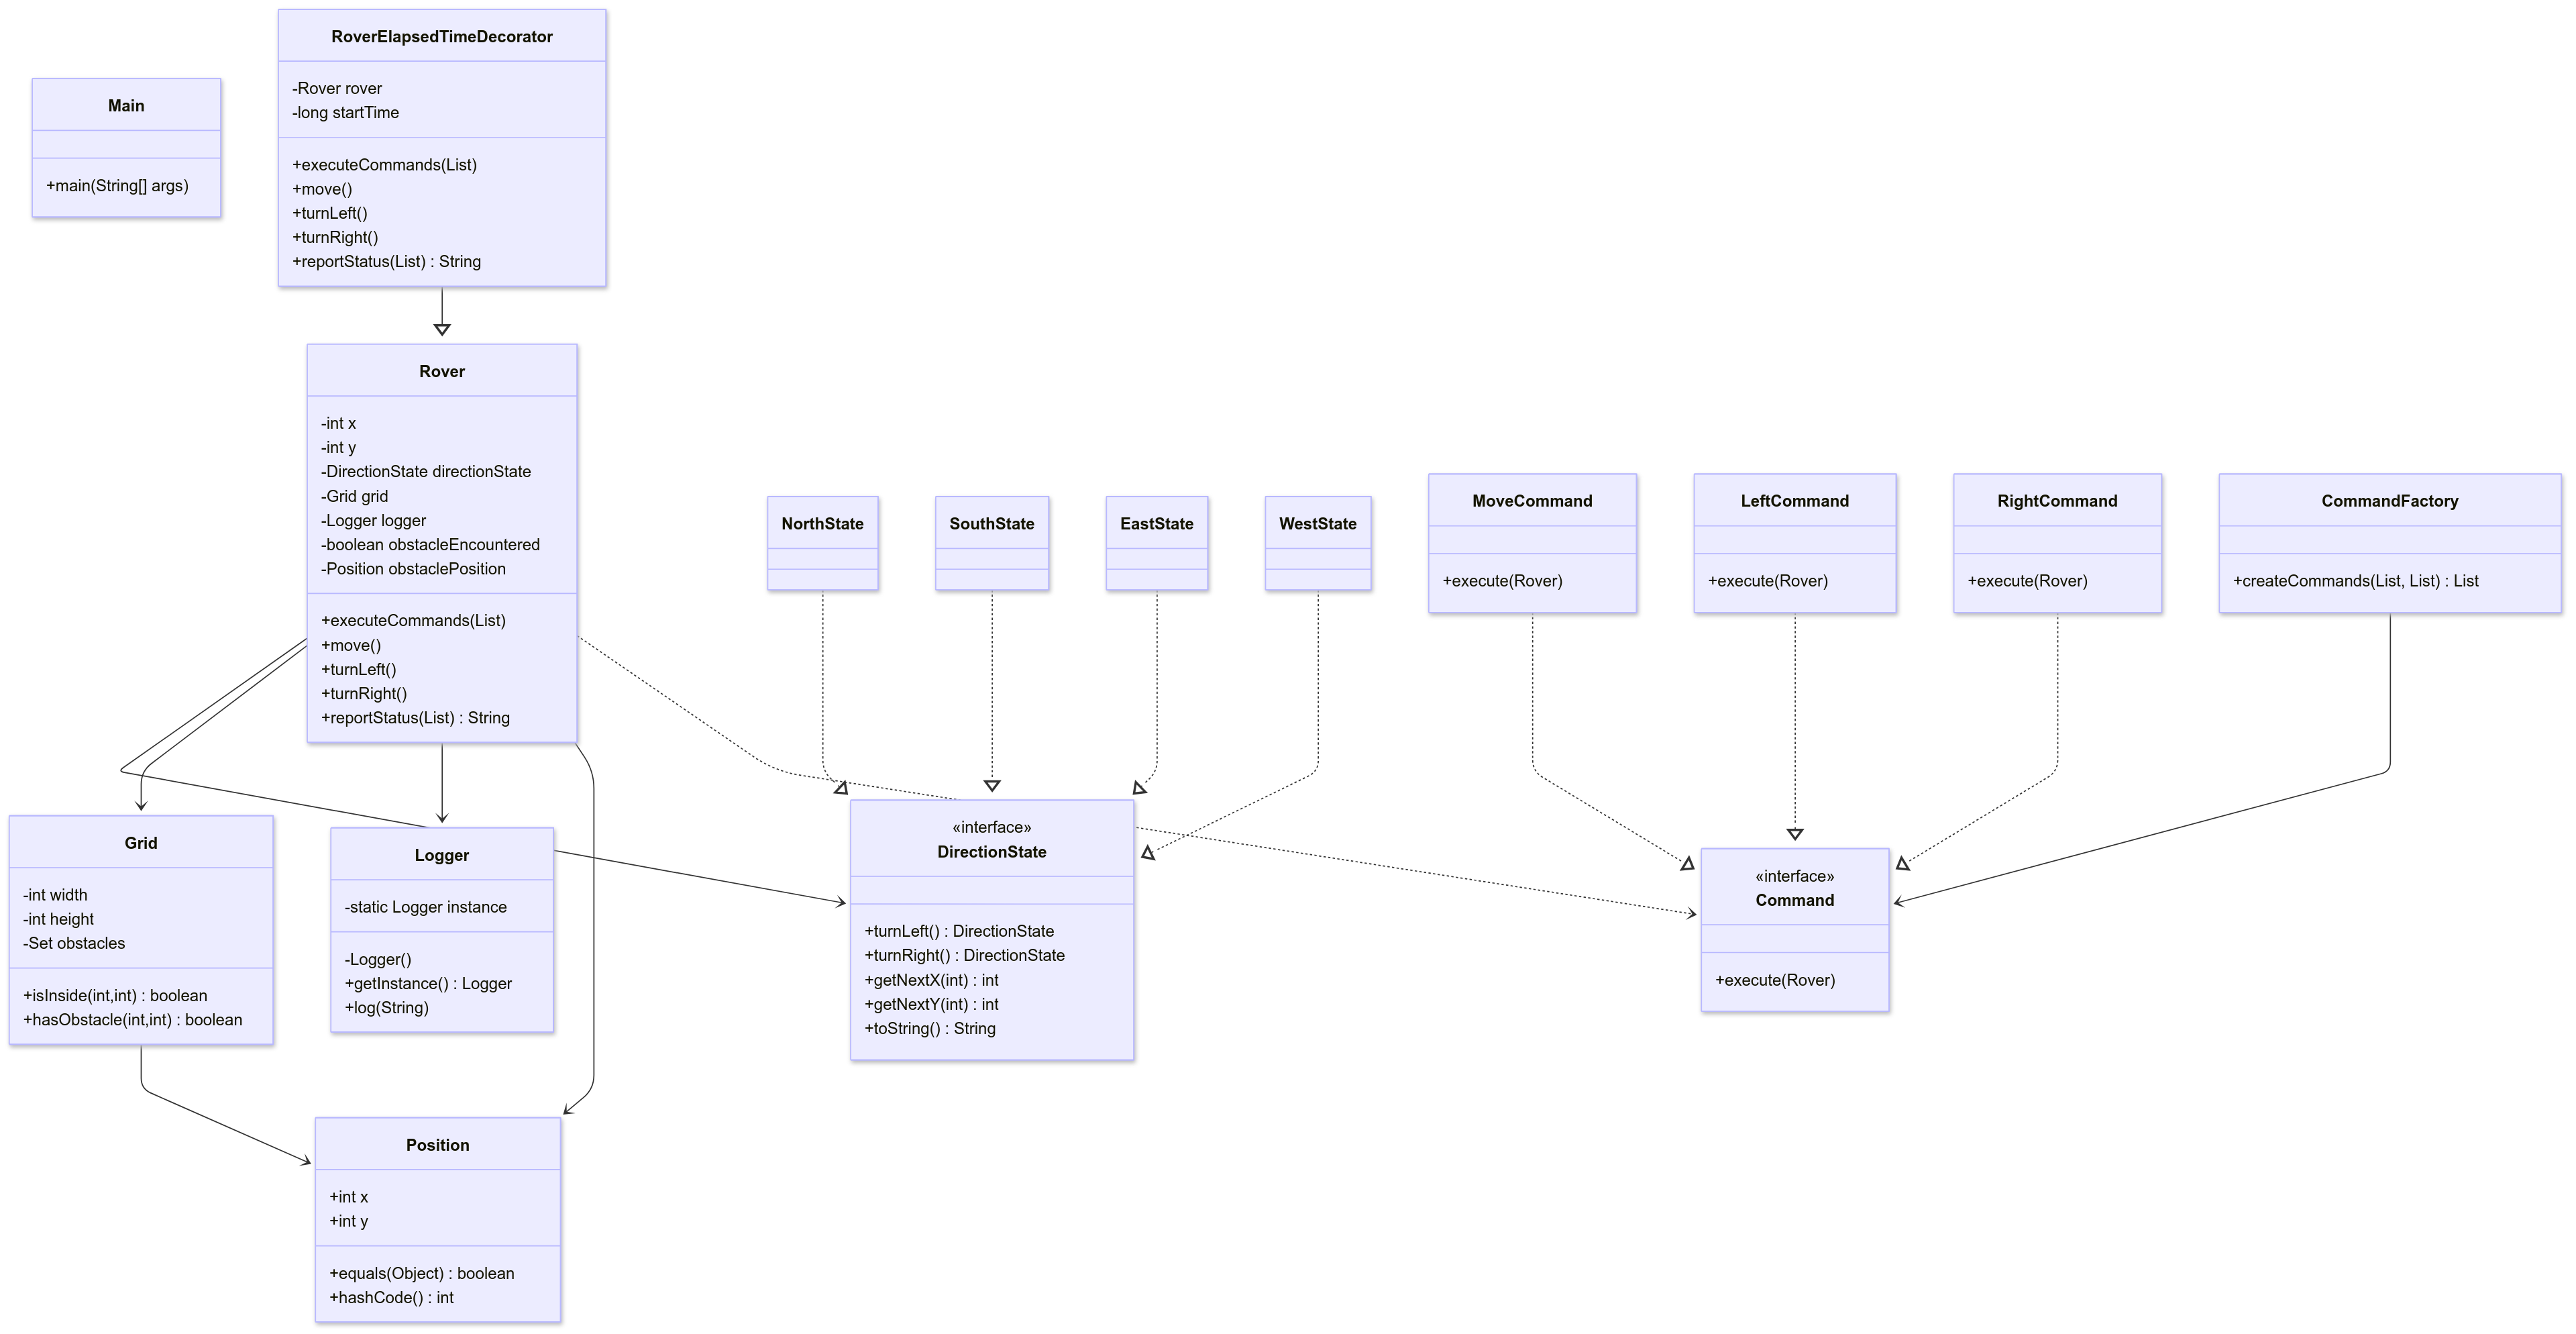 RoverElapsedTimeDecorator
-Rover rover
-long startTime
+executeCommands(List)
+move()
+turnLeft()
+turnRight()
+reportStatus(List) : String
Main
+main(String[] args)
Rover
-int x
-int y
-DirectionState directionState
-Grid grid
-Logger logger
-boolean obstacleEncountered
-Position obstaclePosition
+executeCommands(List)
+move()
+turnLeft()
+turnRight()
+reportStatus(List) : String
NorthState
SouthState
EastState
WestState
MoveCommand
+execute(Rover)
LeftCommand
+execute(Rover)
RightCommand
+execute(Rover)
CommandFactory
+createCommands(List, List) : List
Grid
-int width
-int height
-Set obstacles
+isInside(int,int) : boolean
+hasObstacle(int,int) : boolean
Logger
-static Logger instance
-Logger()
+getInstance() : Logger
+log(String)
«interface»
DirectionState
+turnLeft() : DirectionState
+turnRight() : DirectionState
+getNextX(int) : int
+getNextY(int) : int
+toString() : String
«interface»
Command
+execute(Rover)
Position
+int x
+int y
+equals(Object) : boolean
+hashCode() : int